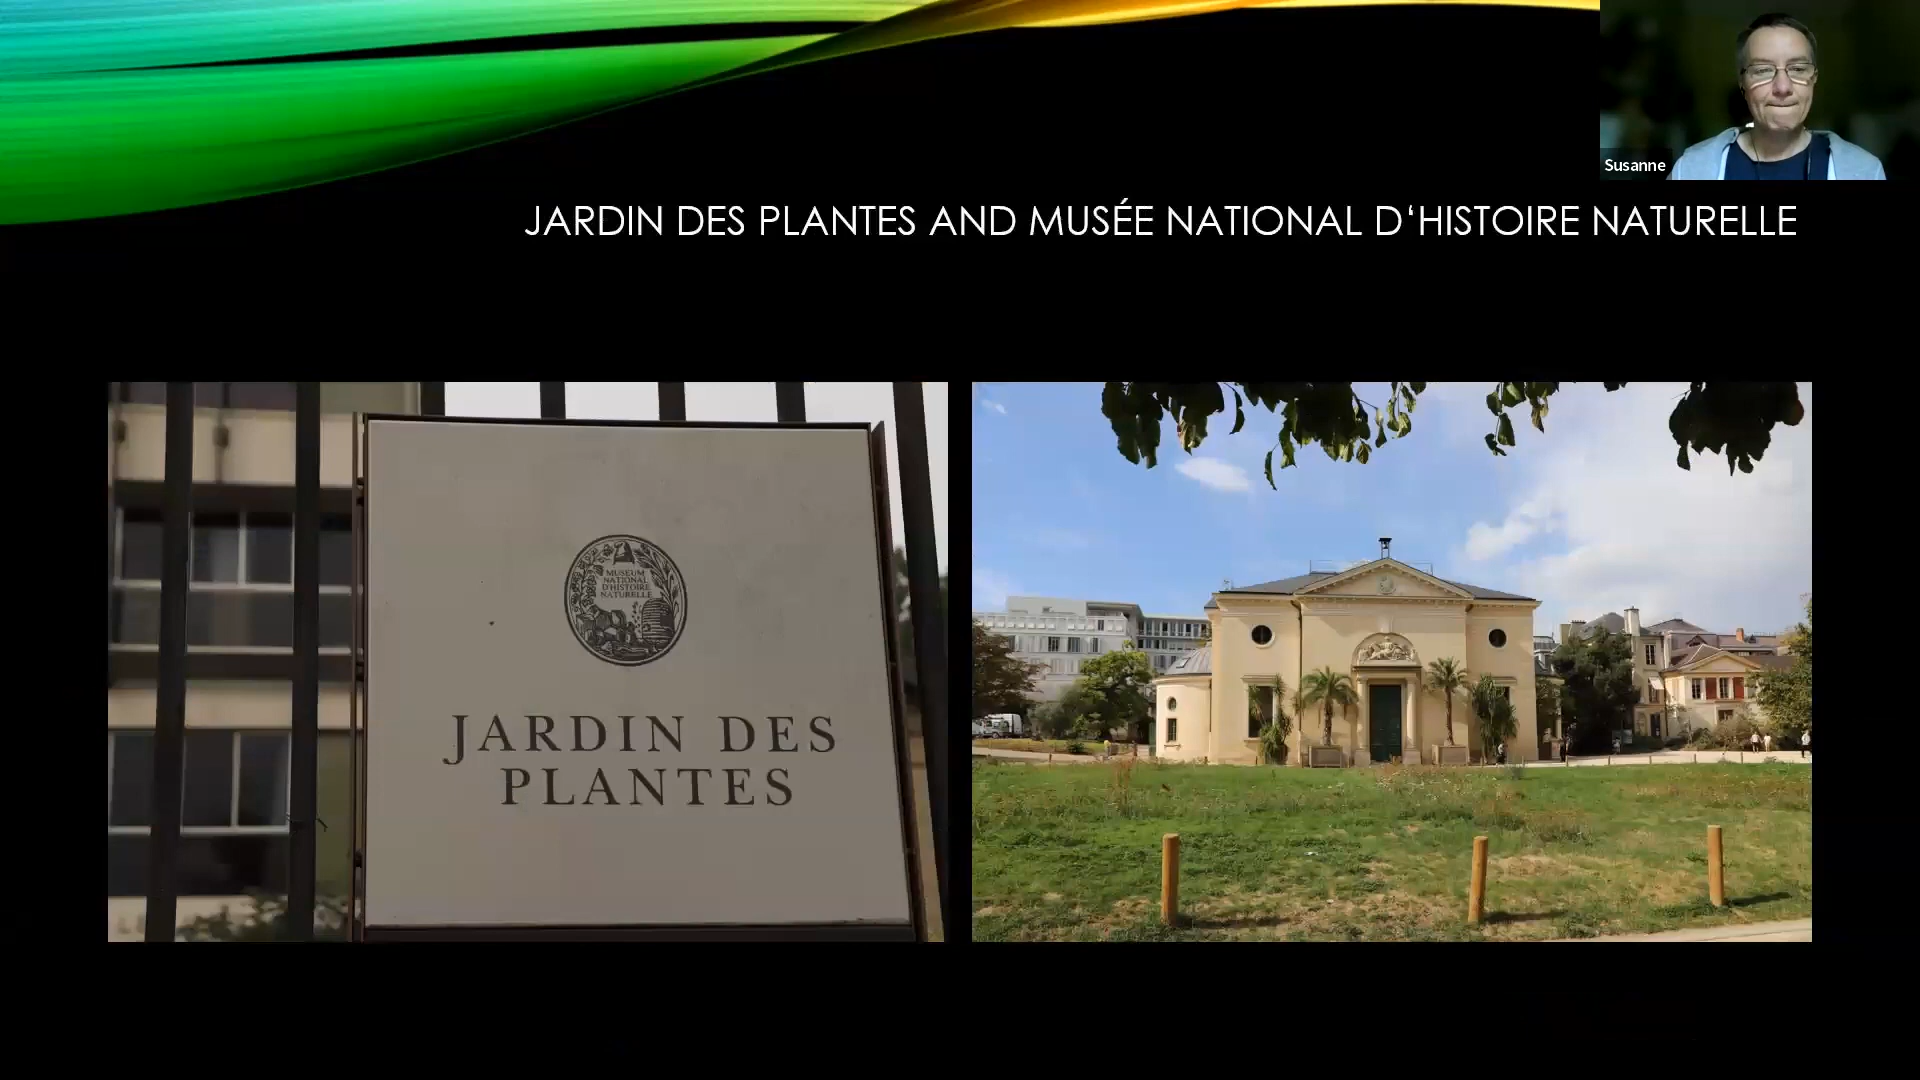 Susanne
JARDIN DES PLANTES AND MUSÉE NATIONAL D‘HISTOIRE NATURELLE
MUSEUM
NATIONAL
D'HISTOIRE
NATURELLE
JARDIN DES
PLANTES